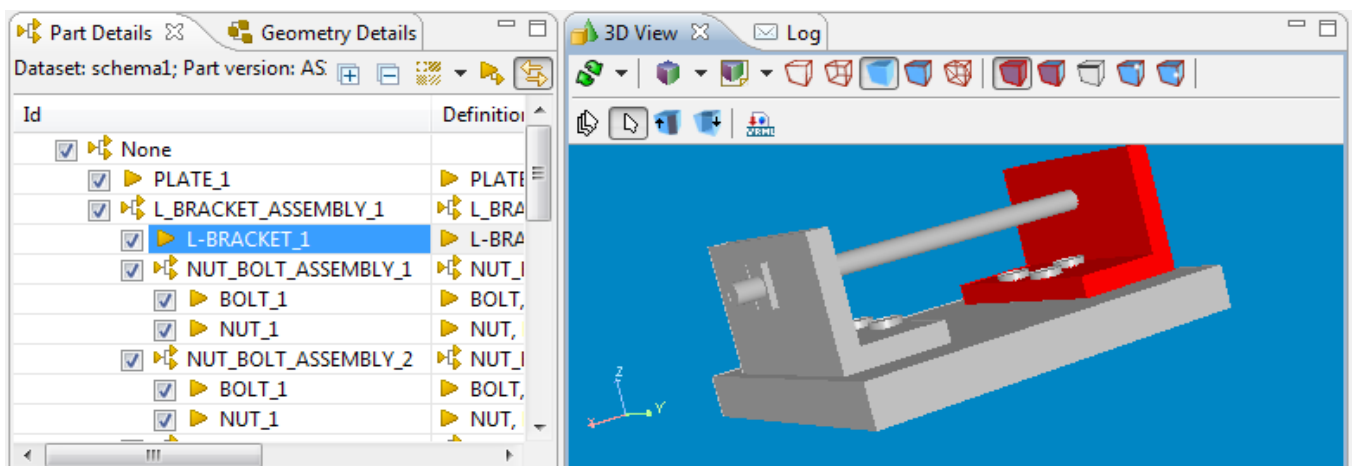 Part Details Geometry Details
Dataset: schema1; Part version: AS
Id Definition
None
PLATE_1 PLATE
L_BRACKET_ASSEMBLY_1 L_BRA
L-BRACKET_1 L-BRA
NUT_BOLT_ASSEMBLY_1 NUT_
BOLT_1 BOLT,
NUT_1 NUT,
NUT_BOLT_ASSEMBLY_2 NUT_
BOLT_1 BOLT,
NUT_1 NUT,
3D View Log
VRML
Z
X Y